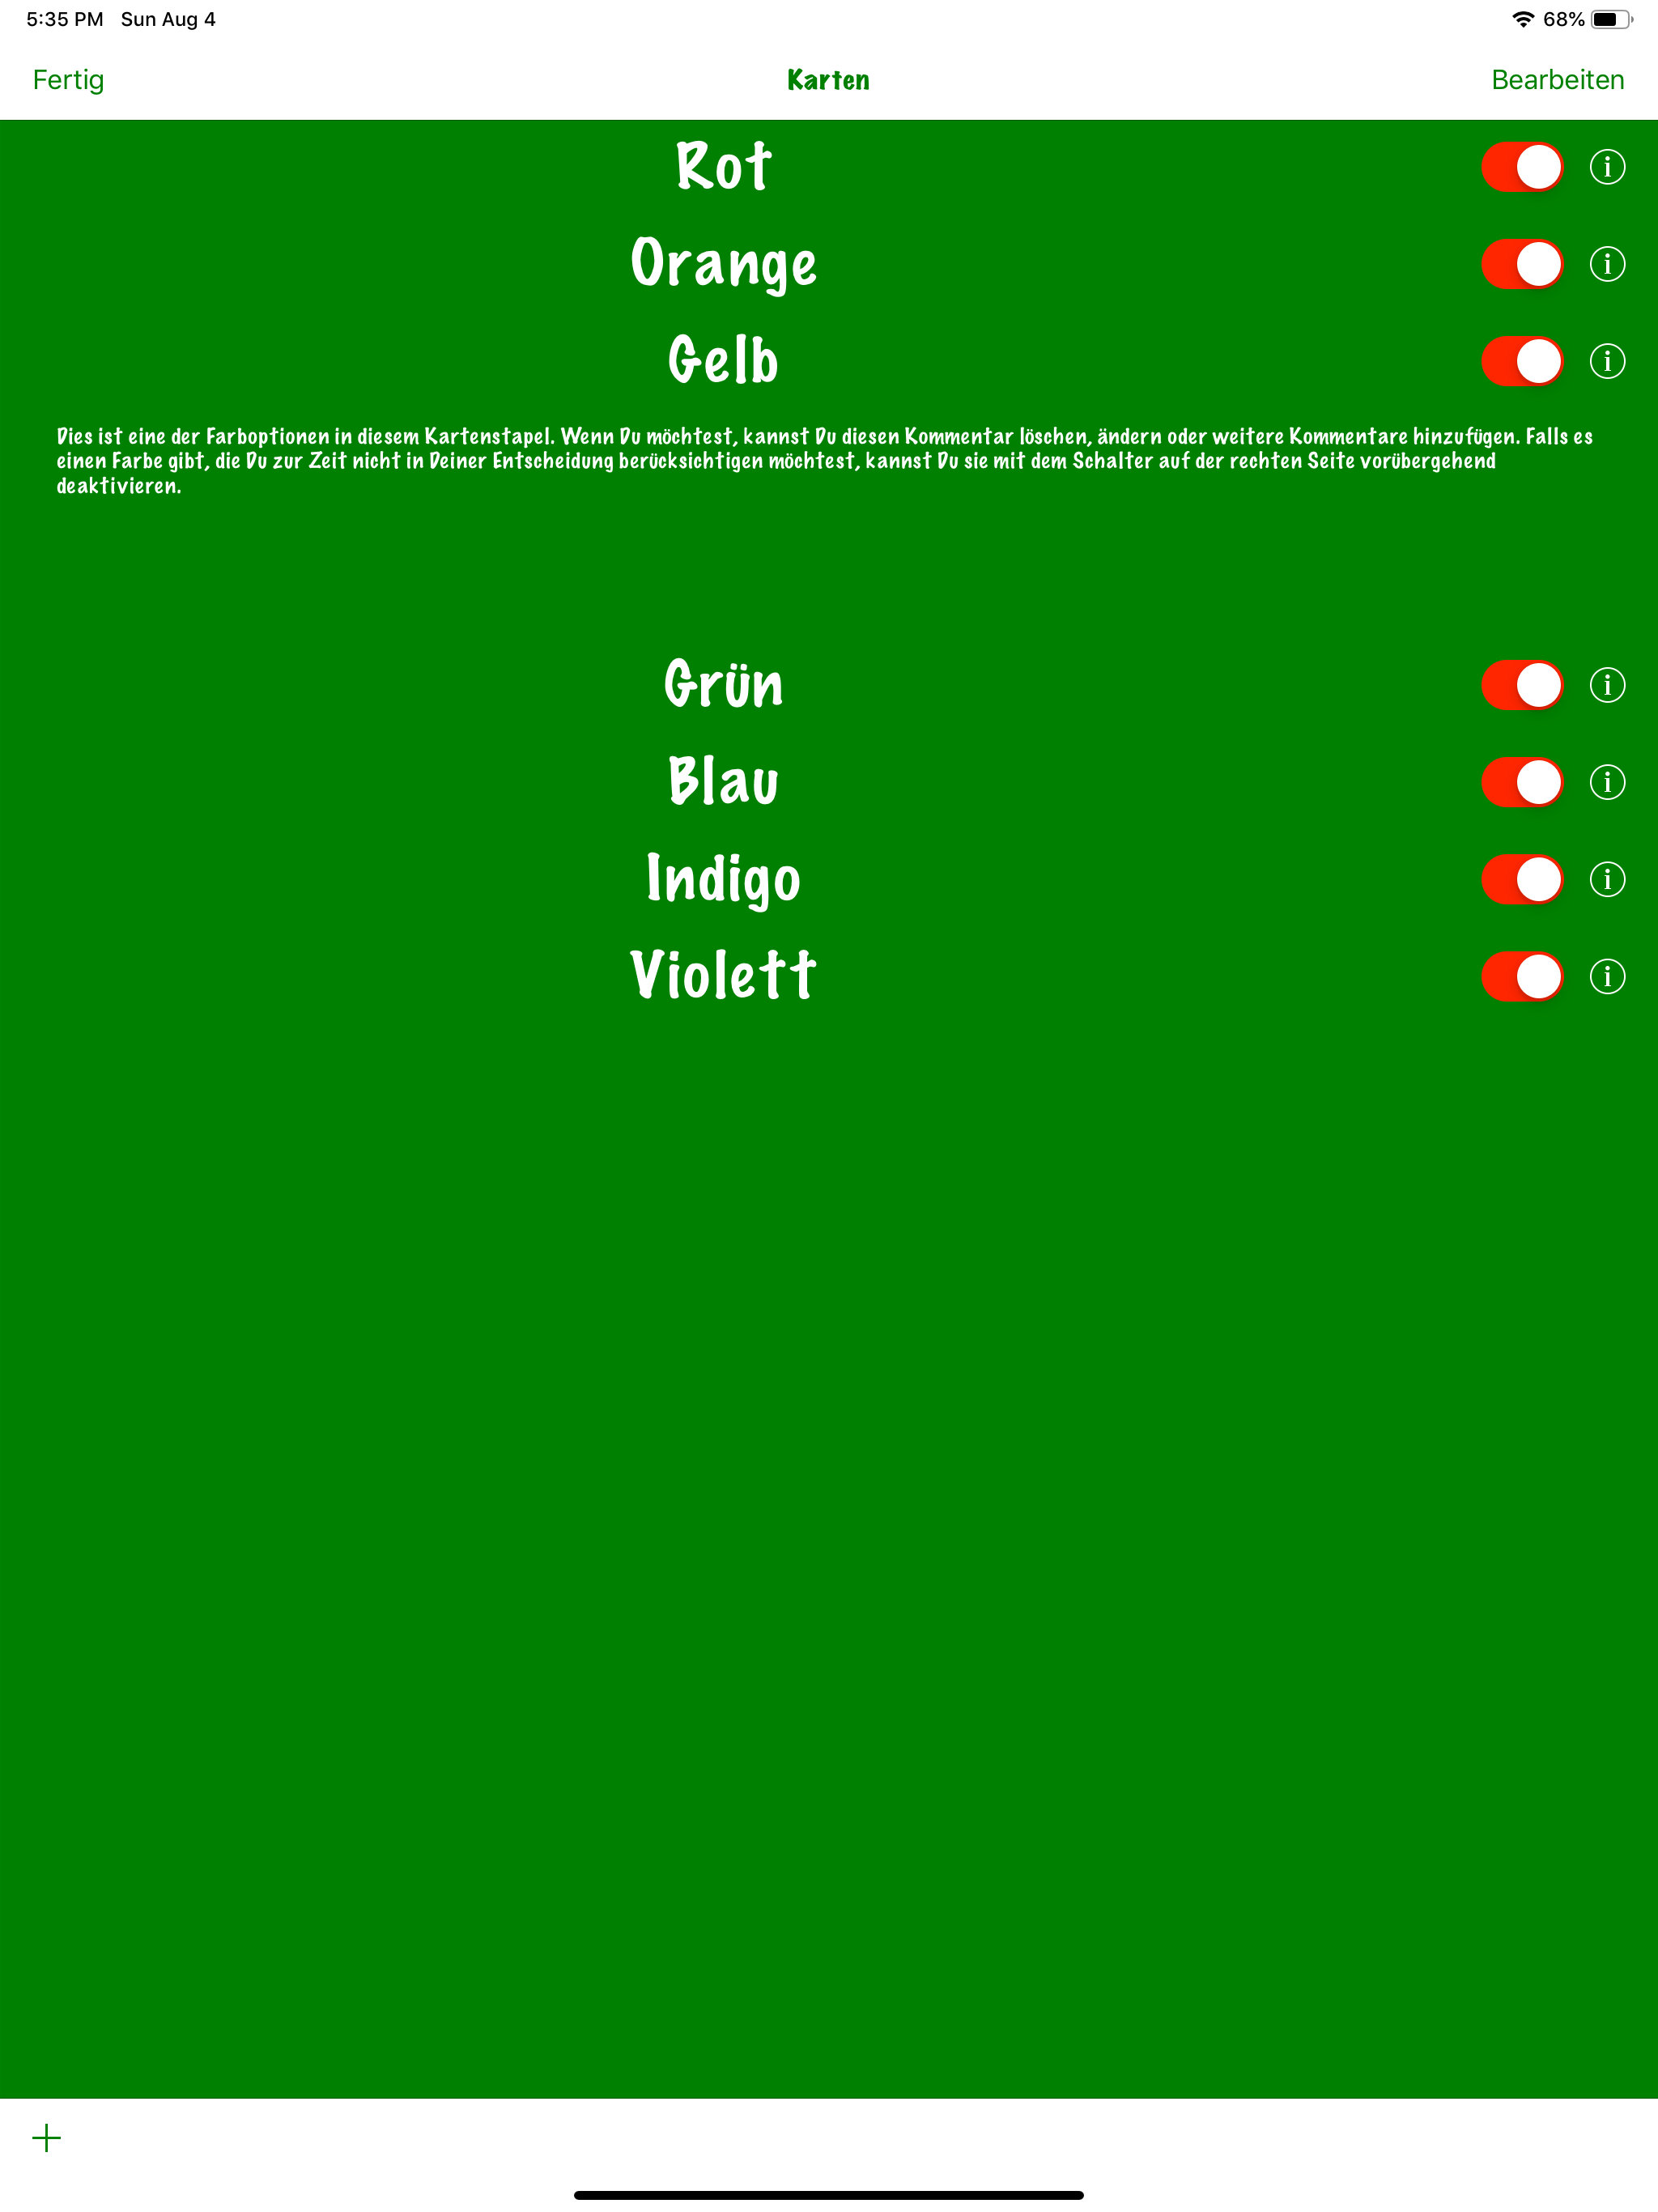 5:35 PM Sun Aug 4 68%
Fertig Karten Bearbeiten
Rot
Orange
Gelb
Dies ist eine der Farboptionen in diesem Kartenstapel. Wenn Du möchtest, kannst Du diesen Kommentar löschen, ändern oder weitere Kommentare hinzufügen. Falls es
einen Farbe gibt, die Du zur Zeit nicht in Deiner Entscheidung berücksichtigen möchtest, kannst Du sie mit dem Schalter auf der rechten Seite vorübergehend
deaktivieren.
Grün
Blau
Indigo
Violett